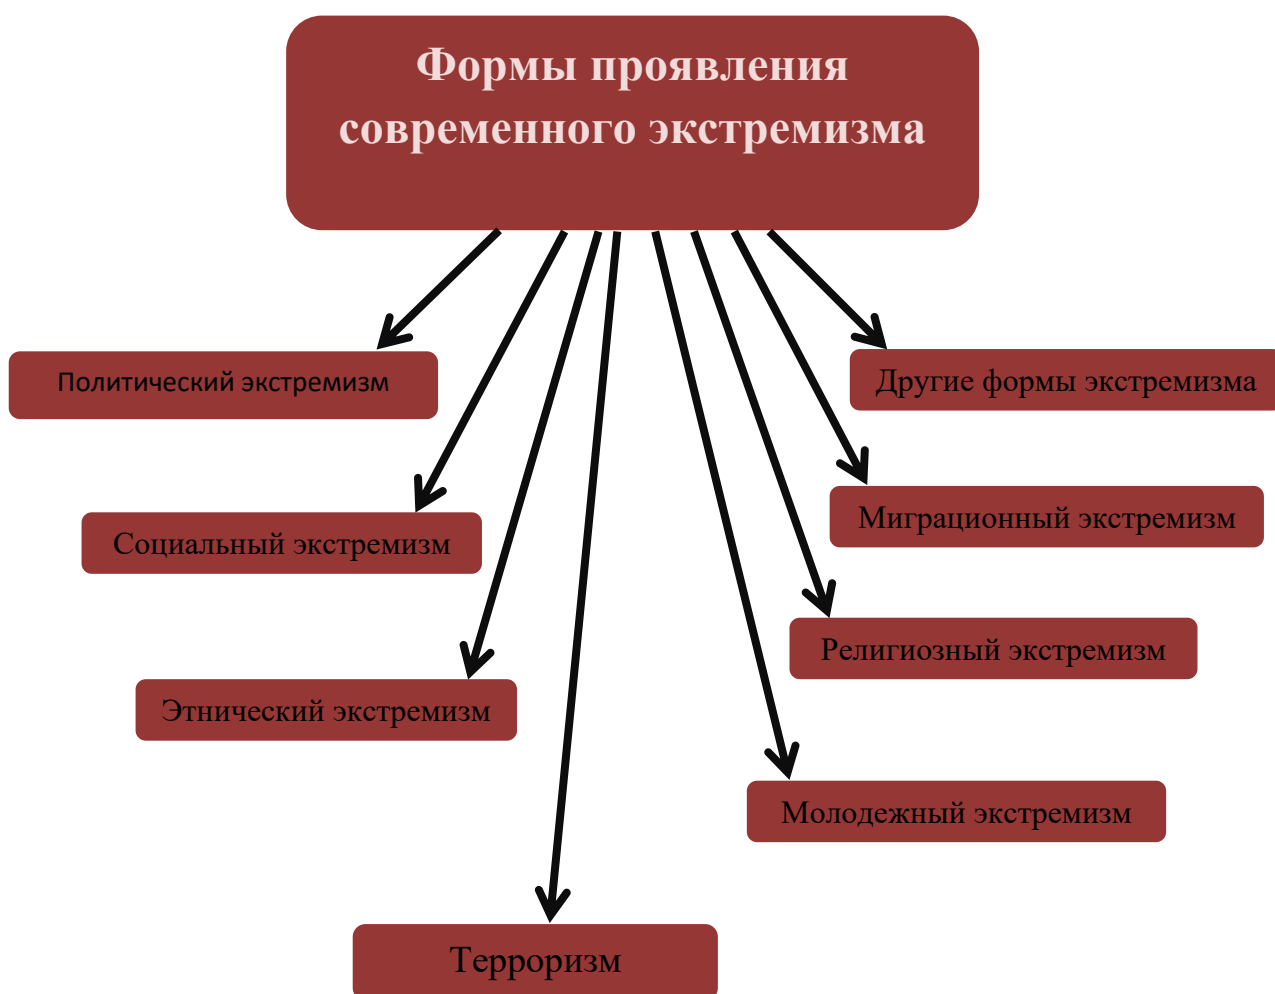 Формы проявления
современного экстремизма
Политический экстремизм
Другие формы экстремизма
Социальный экстремизм
Миграционный экстремизм
Этнический экстремизм
Религиозный экстремизм
Молодежный экстремизм
Терроризм